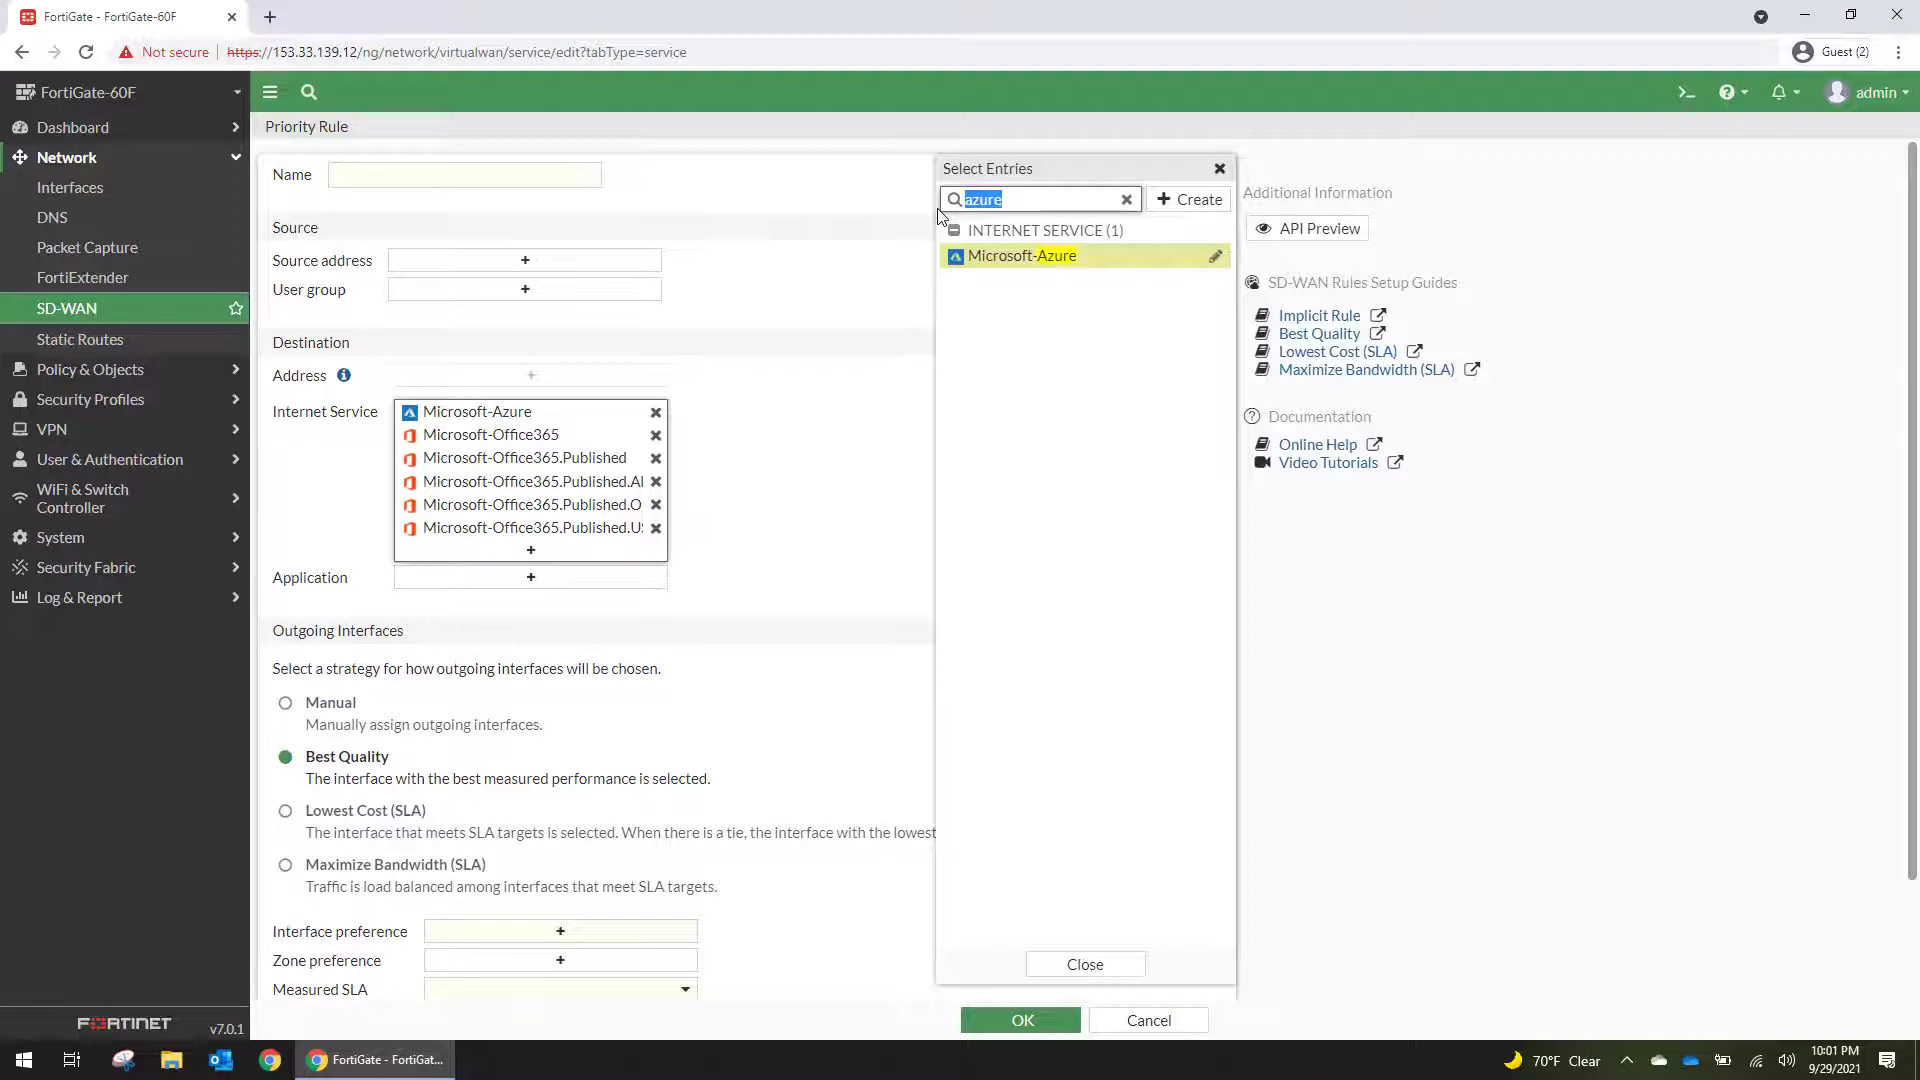 FortiGate - FortiGate-60F
Not secure
https://153.33.139.12/ng/network/virtualwan/service/edit?tabType=service
Guest (2)
FortiGate-60F
admin
Dashboard
Network
Interfaces
DNS
Packet Capture
FortiExtender
SD-WAN
Static Routes
Policy & Objects
Security Profiles
VPN
User & Authentication
WiFi & Switch
Controller
System
Security Fabric
Log & Report
FORTINET
v7.0.1
Priority Rule
Name
Source
Source address
User group
Destination
Address
Internet Service
Microsoft-Azure
Microsoft-Office365
Microsoft-Office365.Published
Microsoft-Office365.Published.Al
Microsoft-Office365.Published.O
Microsoft-Office365.Published.U
Application
Outgoing Interfaces
Select a strategy for how outgoing interfaces will be chosen.
Manual
Manually assign outgoing interfaces.
Best Quality
The interface with the best measured performance is selected.
Lowest Cost (SLA)
The interface that meets SLA targets is selected. When there is a tie, the interface with the lowest
Maximize Bandwidth (SLA)
Traffic is load balanced among interfaces that meet SLA targets.
Interface preference
Zone preference
Measured SLA
Select Entries
azure
Create
INTERNET SERVICE (1)
Microsoft-Azure
Close
OK
Cancel
Additional Information
API Preview
SD-WAN Rules Setup Guides
Implicit Rule
Best Quality
Lowest Cost (SLA)
Maximize Bandwidth (SLA)
Documentation
Online Help
Video Tutorials
FortiGate - FortiGat...
70°F Clear
10:01 PM
9/29/2021